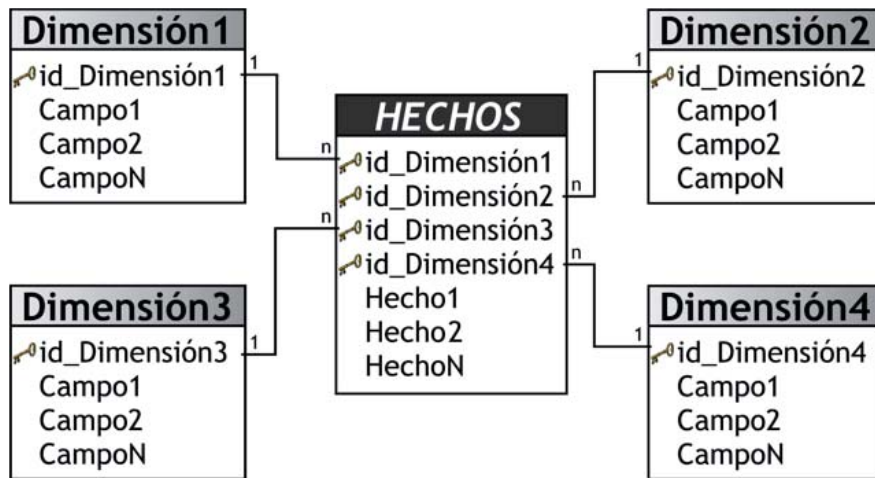 Dimensión1
id_Dimensión1
Campo1
Campo2
CampoN
1
n
HECHOS
id_Dimensión1
id_Dimensión2
id_Dimensión3
id_Dimensión4
Hecho1
Hecho2
HechoN
n
n
n
Dimensión2
1
id_Dimensión2
Campo1
Campo2
CampoN
Dimensión3
id_Dimensión3
1
Campo1
Campo2
CampoN
Dimensión4
1
id_Dimensión4
Campo1
Campo2
CampoN